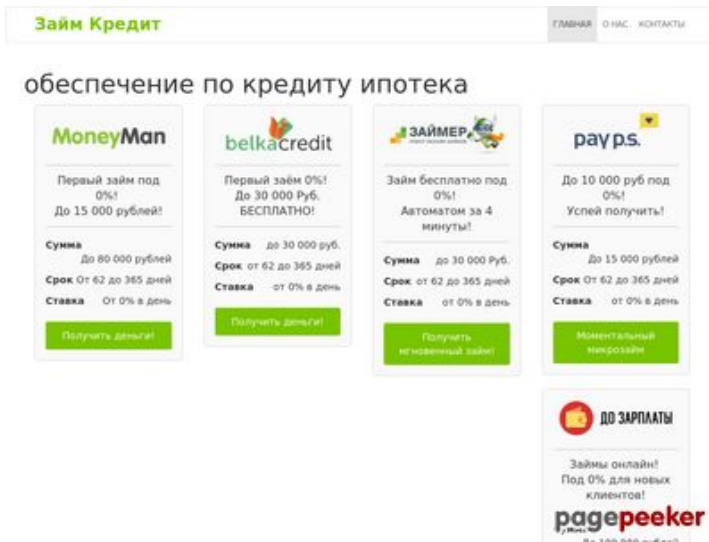 Займ Кредит
ГЛАВНАЯ О НАС КОНТАКТЫ
обеспечение по кредиту ипотека
MoneyMan
Первый займ под
0%!
До 15 000 рублей!
Сумма
До 80 000 рублей
Срок От 62 до 365 дней
Ставка От 0% в день
Получить деньги!
belkacredit
Первый заём 0%!
До 30 000 Руб.
БЕСПЛАТНО!
Сумма до 30 000 руб.
Срок от 62 до 365 дней
Ставка от 0% в день
Получить деньги!
ЗАЙМЕР
Займ бесплатно под
0%!
Автоматом за 4
минуты!
Сумма до 30 000 Руб.
Срок от 62 до 365 дней
Ставка от 0% в день
Получить
мгновенный займ!
pay p.s.
До 10 000 руб под
0%!
Успей получить!
Сумма
До 15 000 рублей
Срок От 62 до 365 дней
Ставка От 0% в день
Моментальный
микрозайм
ДО ЗАРПЛАТЫ
Займы онлайн!
Под 0% для новых
клиентов!
pagepeeker
До 100 000 рублей